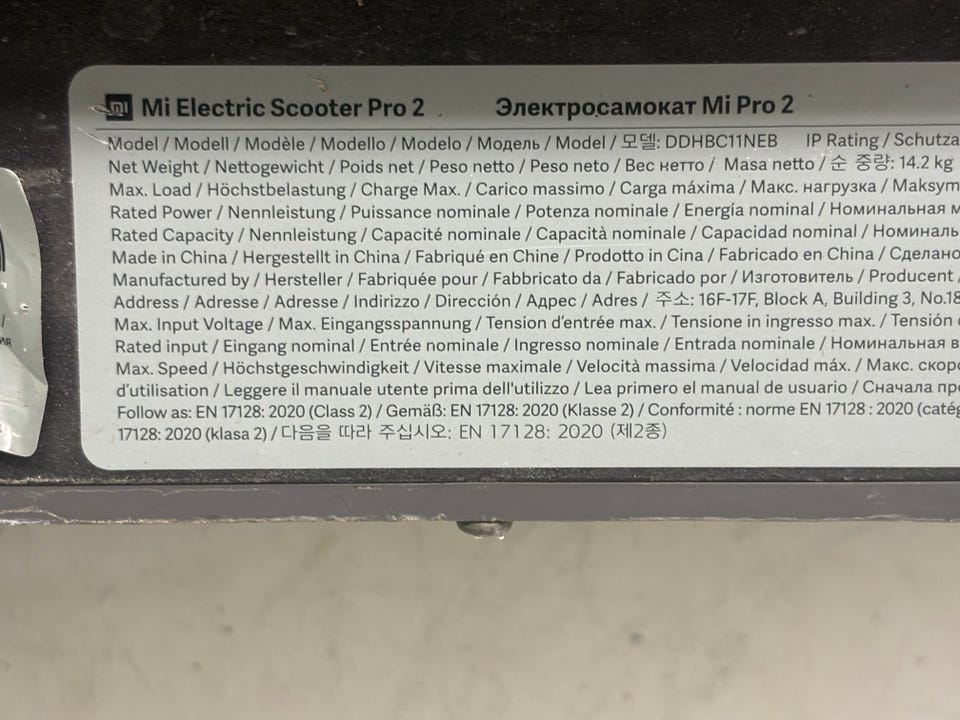 Mi Electric Scooter Pro 2 Электросамокат Mi Pro 2
Model / Modell / Modèle / Modello / Modelo / Модель / Model / 모델: DDHBC11NEB IP Rating / Schutza
Net Weight / Nettogewicht / Poids net / Peso netto / Peso neto / Вес нетто / Masa netto / 순 중량: 14.2 kg
Max. Load / Höchstbelastung / Charge Max. / Carico massimo / Carga máxima / Макс. нагрузка / Maksym
Rated Power / Nennleistung / Puissance nominale / Potenza nominale / Energía nominal / Номинальная м
Rated Capacity / Nennleistung / Capacité nominale / Capacità nominale / Capacidad nominal / Номиналь
Made in China / Hergestellt in China / Fabriqué en Chine / Prodotto in Cina / Fabricado en China / Сделано
Manufactured by / Hersteller / Fabriquée pour / Fabbricato da / Fabricado por / Изготовитель / Producent /
Address / Adresse / Adresse / Indirizzo / Dirección / Адрес / Adres / 주소: 16F-17F, Block A, Building 3, No.18
Max. Input Voltage / Max. Eingangsspannung / Tension d'entrée max. / Tensione in ingresso max. / Tensión
Rated input / Eingang nominal / Entrée nominale / Ingresso nominale / Entrada nominale / Номинальная в
Max. Speed / Höchstgeschwindigkeit / Vitesse maximale / Velocità massima / Velocidad máx. / Макс. скоро
d'utilisation / Leggere il manuale utente prima dell'utilizzo / Lea primero el manual de usuario / Сначала про
Follow as: EN 17128: 2020 (Class 2) / Gemäß: EN 17128: 2020 (Klasse 2) / Conformité : norme EN 17128 : 2020 (catég
17128: 2020 (klasa 2) / 다음을 따라 주십시오: EN 17128: 2020 (제2종)